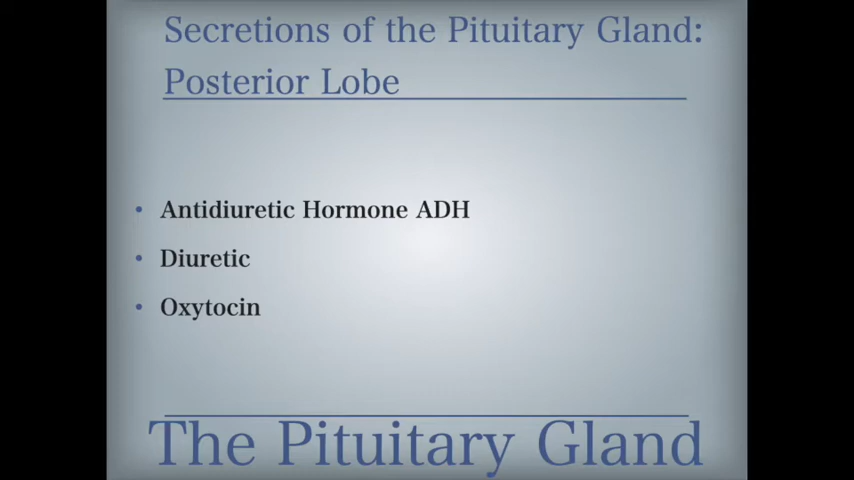 Secretions of the Pituitary Gland:
Posterior Lobe
• Antidiuretic Hormone ADH
• Diuretic
• Oxytocin
The Pituitary Gland